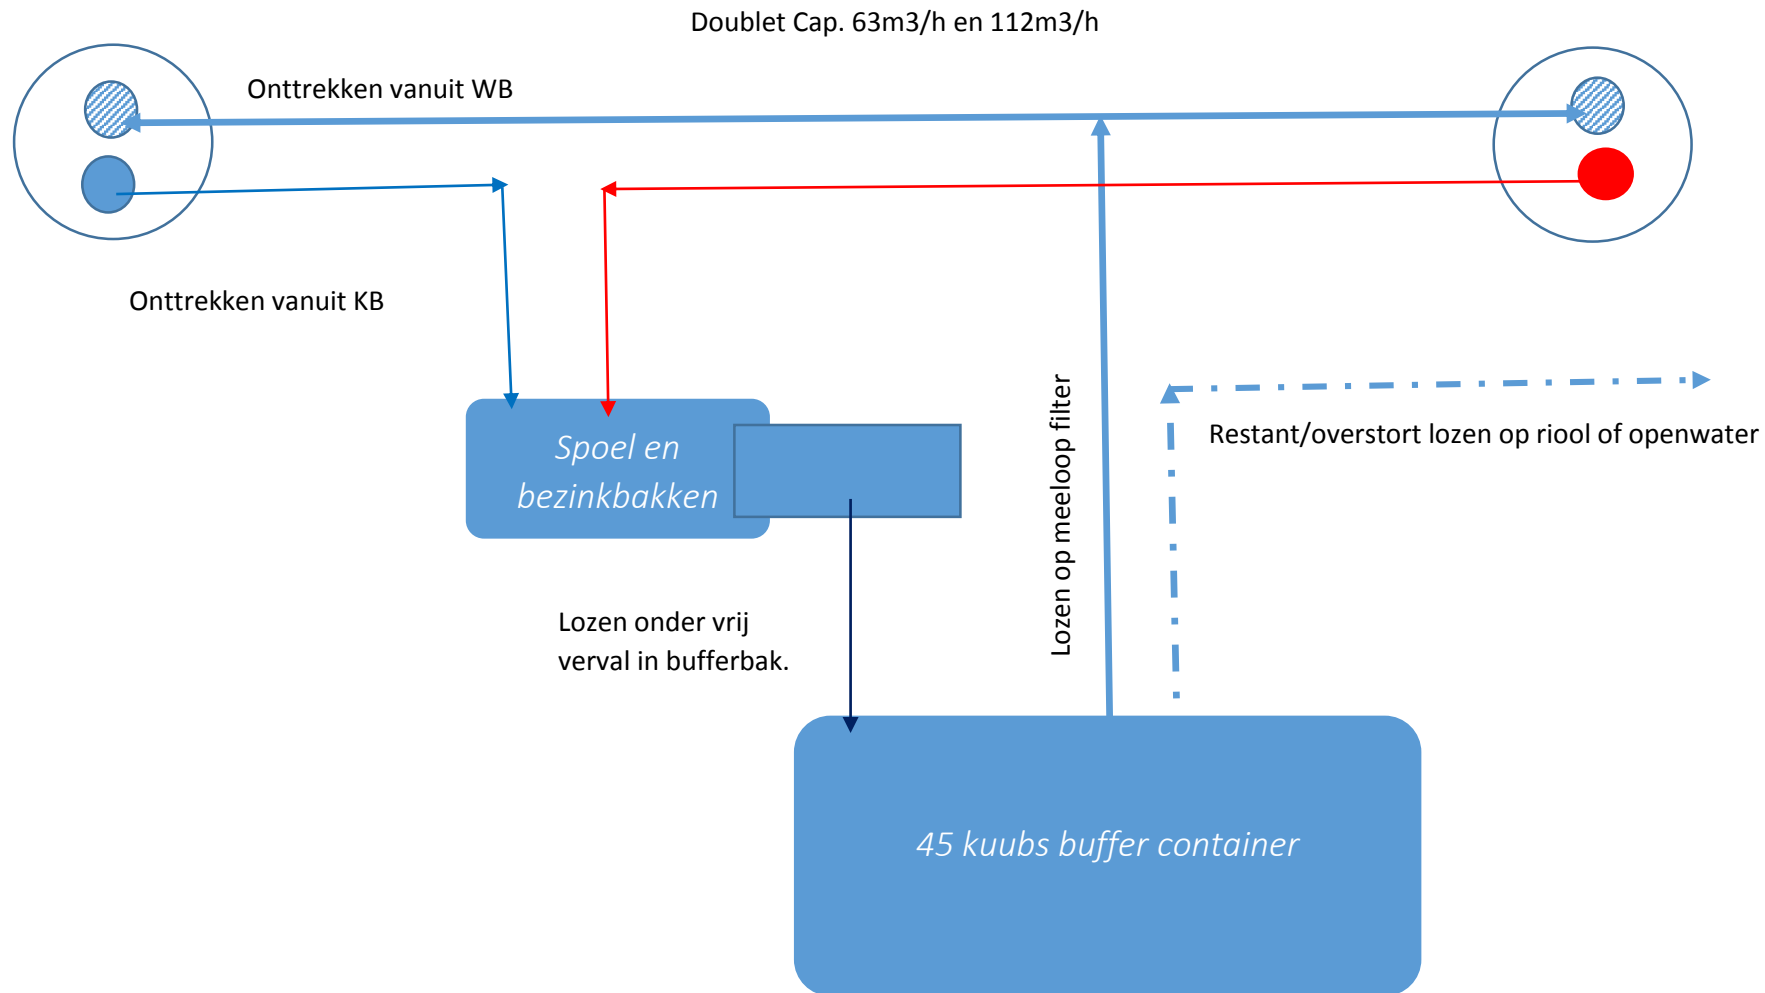 Doublet Cap. 63m3/h en 112m3/h
Onttrekken vanuit WB
Onttrekken vanuit KB
Spoel en
bezinkbakken
Lozen op meeloop filter
Restant/overstort lozen op riool of openwater
Lozen onder vrij
verval in bufferbak.
45 kuubs buffer container